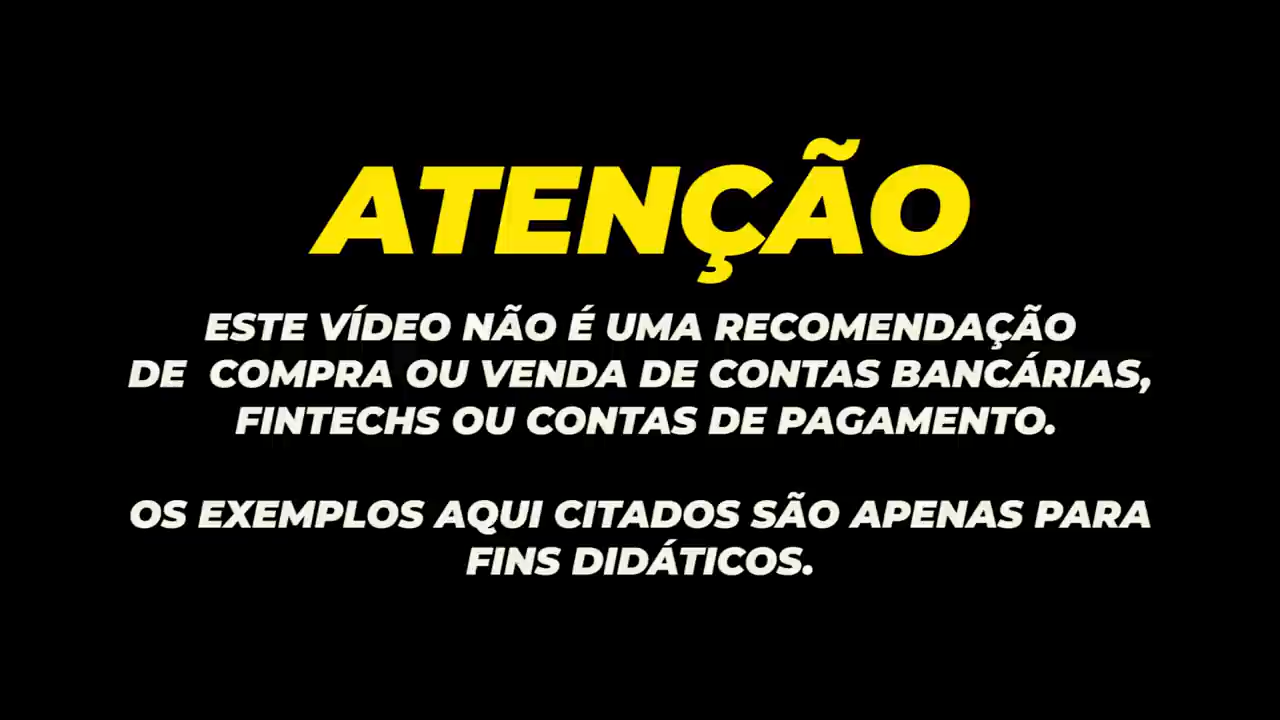 ATENÇÃO
ESTE VÍDEO NÃO É UMA RECOMENDAÇÃO
DE COMPRA OU VENDA DE CONTAS BANCÁRIAS,
FINTECHS OU CONTAS DE PAGAMENTO.
OS EXEMPLOS AQUI CITADOS SÃO APENAS PARA
FINS DIDÁTICOS.